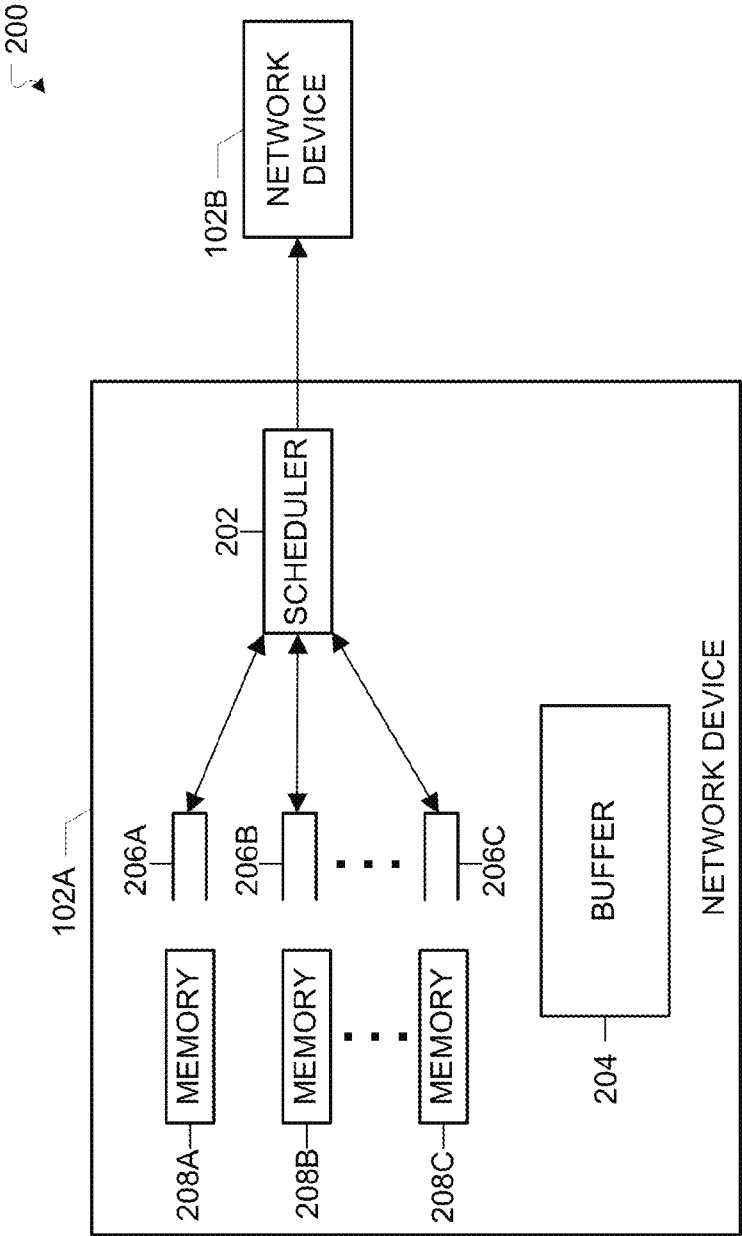 200
102A
102B
NETWORK
DEVICE
202
SCHEDULER
206A
206B
206C
208A
MEMORY
208B
MEMORY
208C
MEMORY
204
BUFFER
NETWORK DEVICE